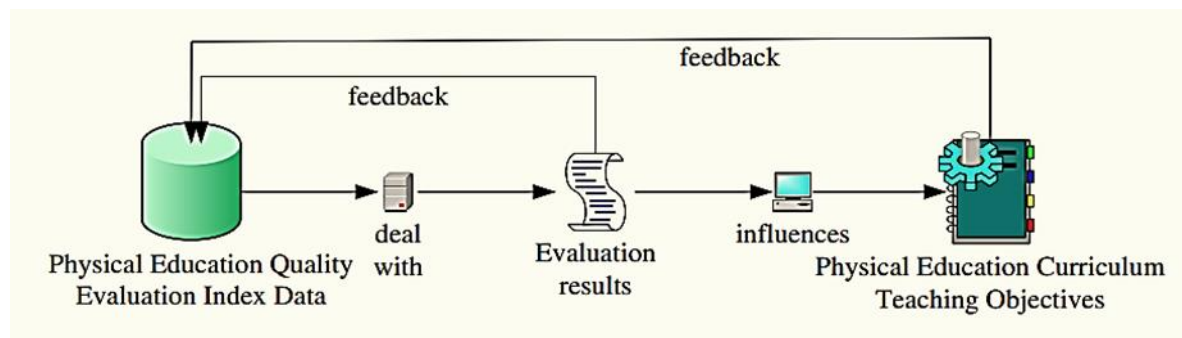 feedback
feedback
deal
with
Evaluation
results
influences
Physical Education Quality
Evaluation Index Data
Physical Education Curriculum
Teaching Objectives